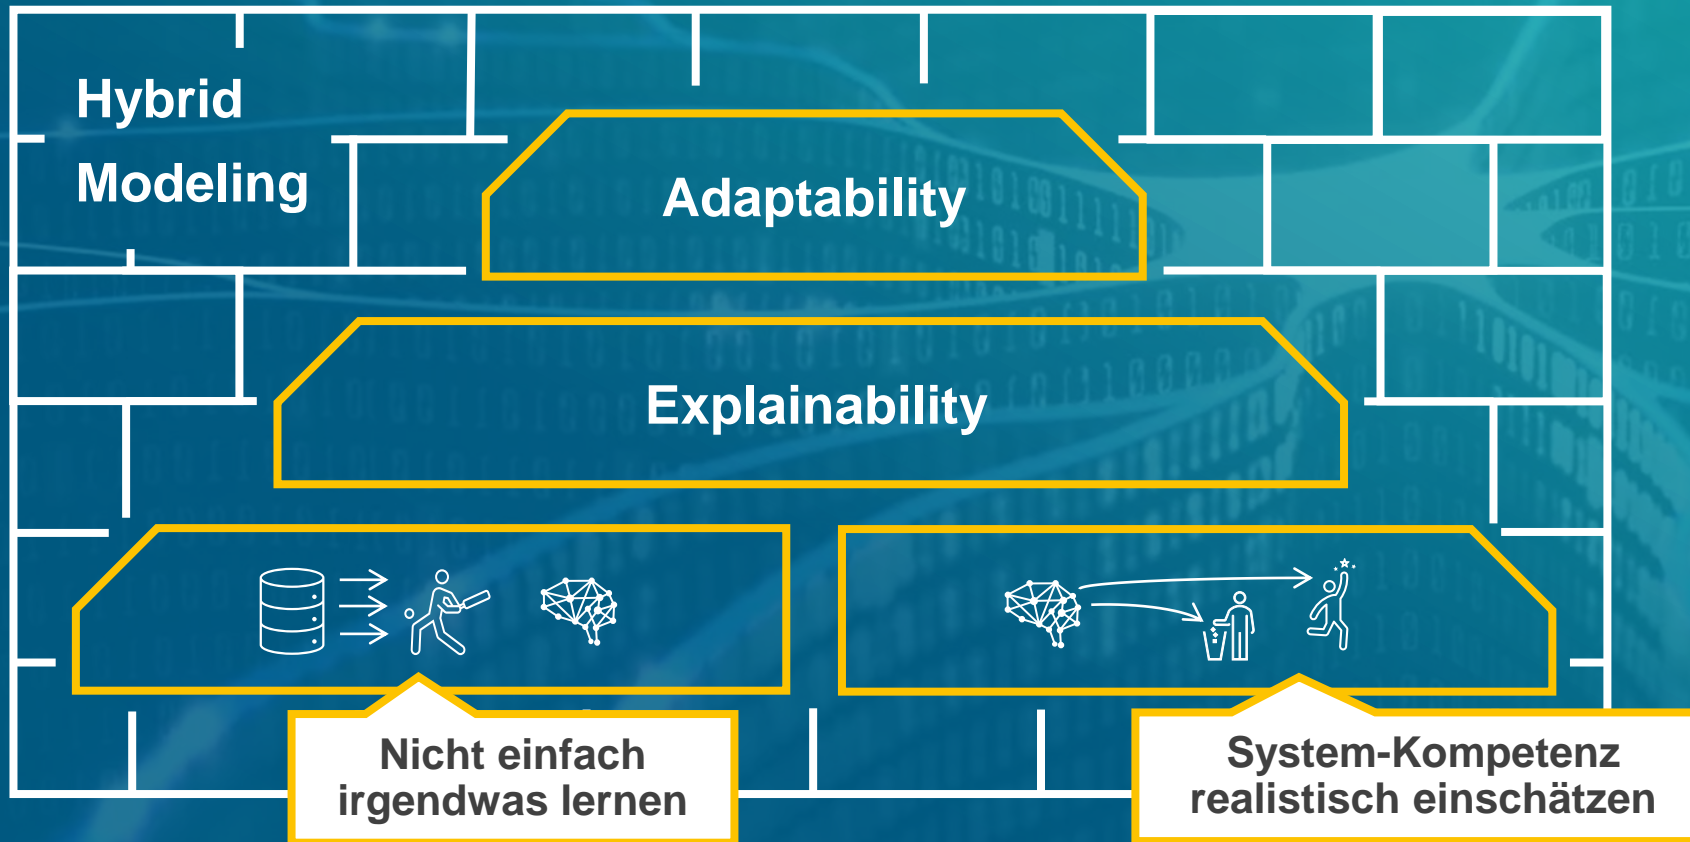 Hybrid
Modeling
Adaptability
Explainability
Nicht einfach
irgendwas lernen
System-Kompetenz
realistisch einschätzen